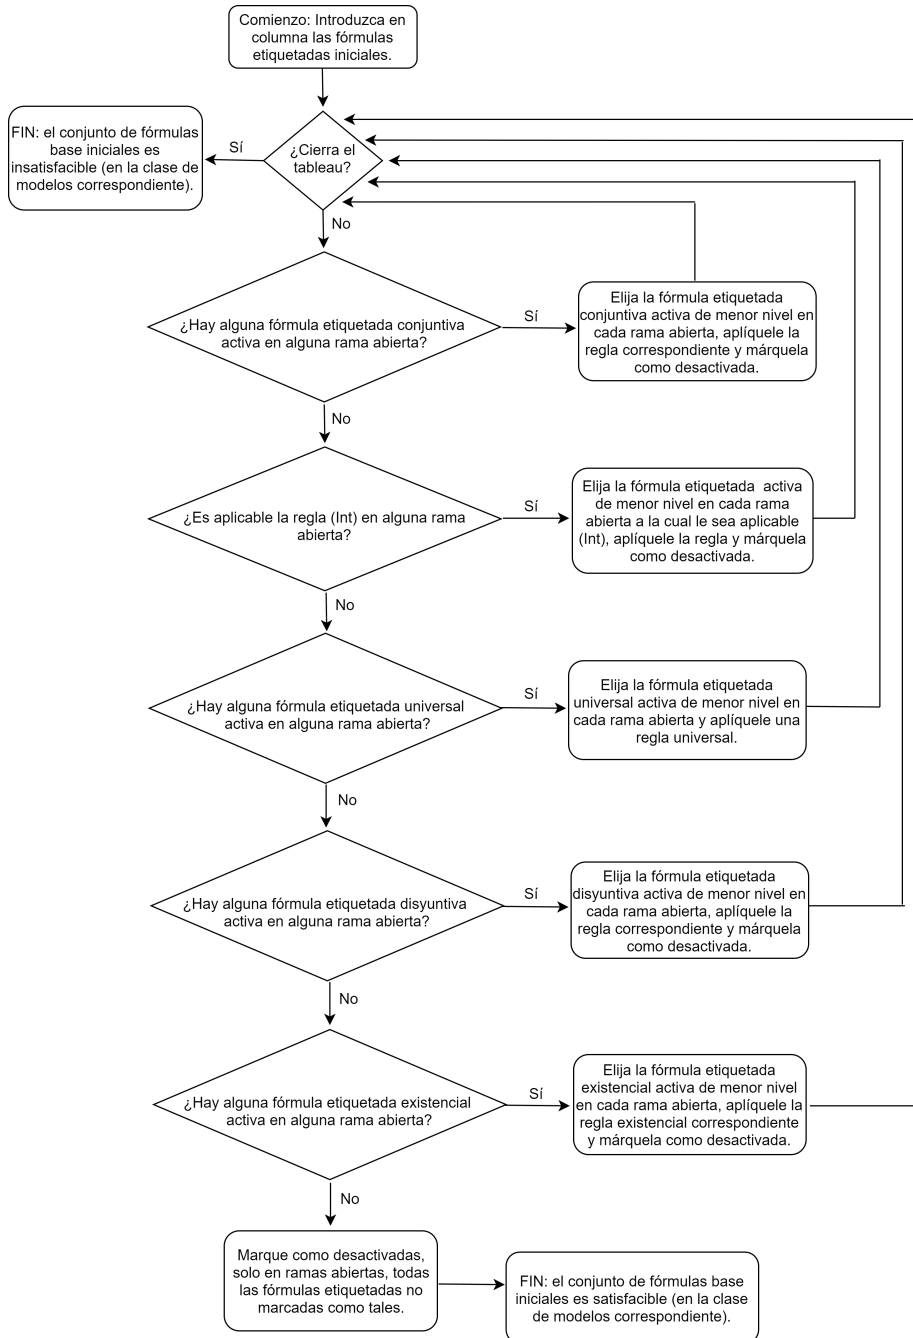 Comienzo: Introduzca en
columna las fórmulas
etiquetadas iniciales.
FIN: el conjunto de fórmulas
base iniciales es
insatisfacible (en la clase de
modelos correspondiente).
Sí
¿Cierra el
tableau?
No
¿Hay alguna fórmula etiquetada conjuntiva
activa en alguna rama abierta?
Sí
Elija la fórmula etiquetada
conjuntiva activa de menor nivel en
cada rama abierta, aplíquele la
regla correspondiente y márquela
como desactivada.
No
¿Es aplicable la regla (Int) en alguna rama
abierta?
Sí
Elija la fórmula etiquetada activa
de menor nivel en cada rama
abierta a la cual le sea aplicable
(Int), aplíquele la regla y márquela
como desactivada.
No
¿Hay alguna fórmula etiquetada universal
activa en alguna rama abierta?
Sí
Elija la fórmula etiquetada
universal activa de menor nivel en
cada rama abierta y aplíquele una
regla universal.
No
¿Hay alguna fórmula etiquetada disyuntiva
activa en alguna rama abierta?
Sí
Elija la fórmula etiquetada
disyuntiva activa de menor nivel en
cada rama abierta, aplíquele la
regla correspondiente y márquela
como desactivada.
No
¿Hay alguna fórmula etiquetada existencial
activa en alguna rama abierta?
Sí
Elija la fórmula etiquetada
existencial activa de menor nivel
en cada rama abierta, aplíquele la
regla existencial correspondiente
y márquela como desactivada.
No
Marque como desactivadas,
solo en ramas abiertas, todas
las fórmulas etiquetadas no
marcadas como tales.
FIN: el conjunto de fórmulas base
iniciales es satisfacible (en la clase
de modelos correspondiente).